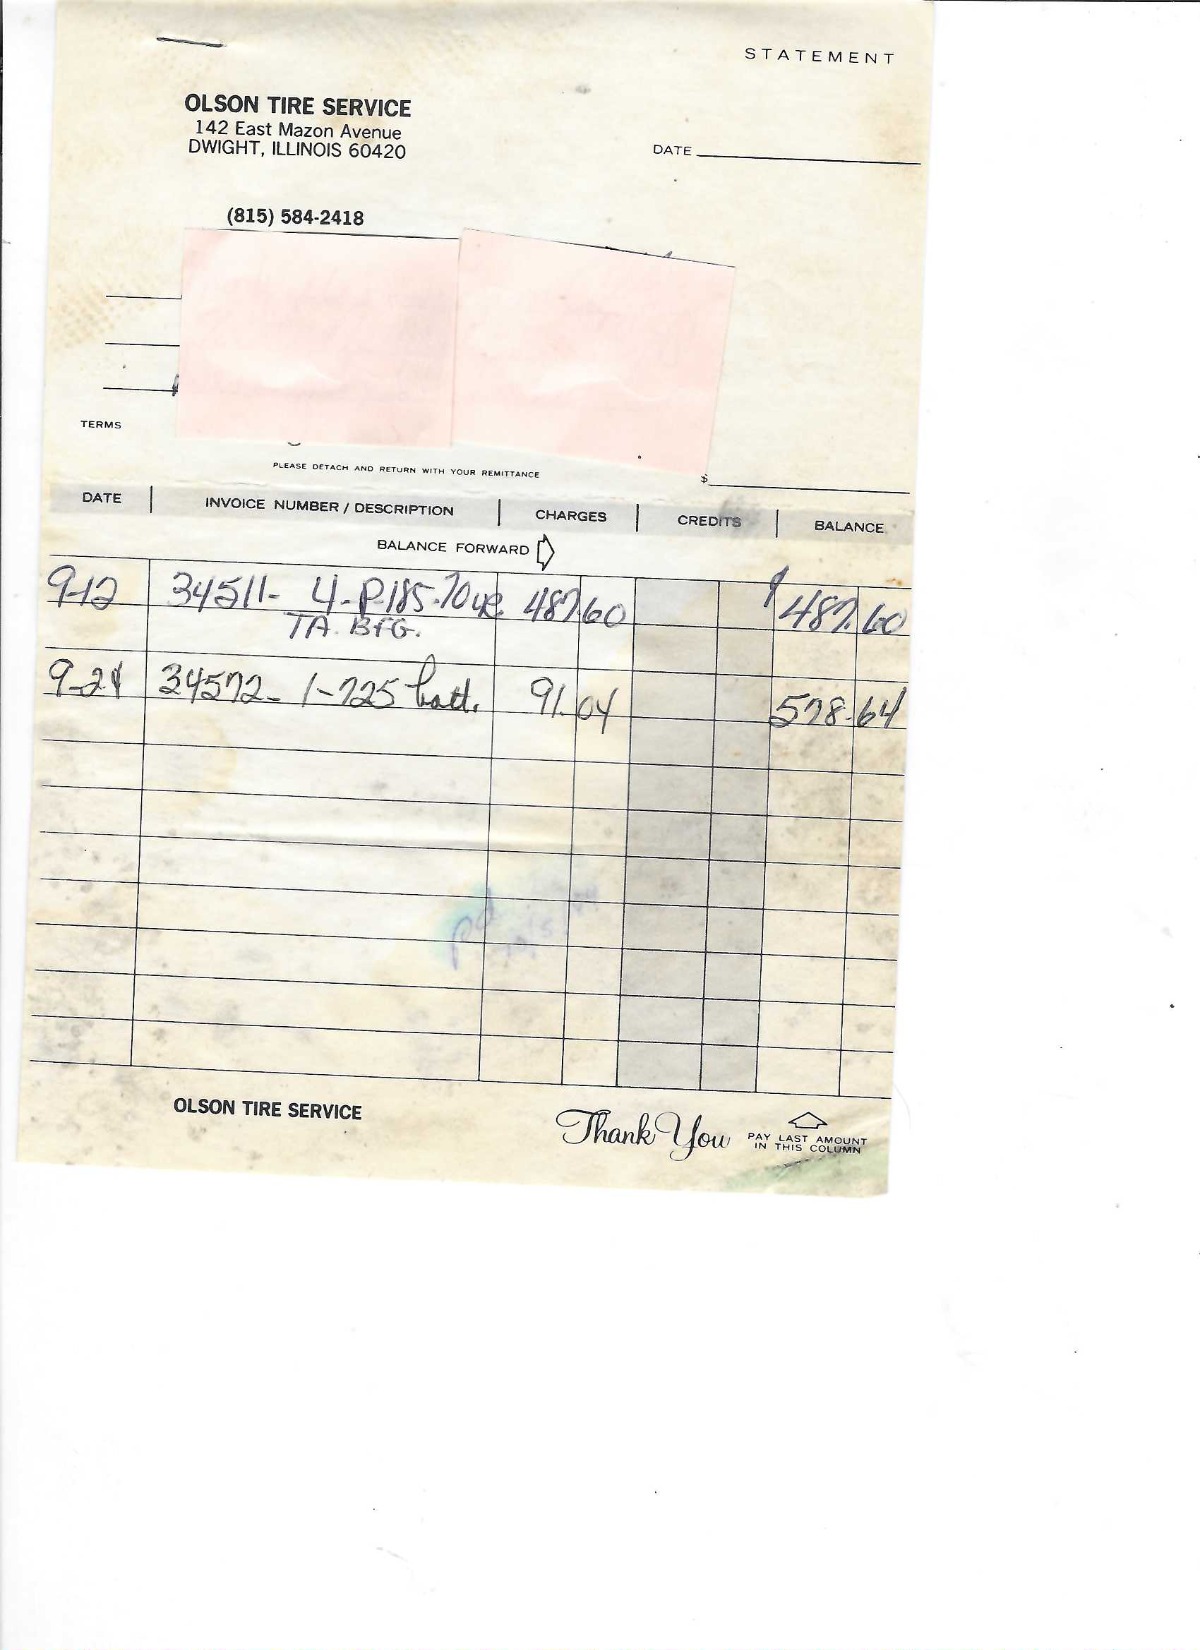 STATEMENT
OLSON TIRE SERVICE
142 East Mazon Avenue
DWIGHT, ILLINOIS 60420
DATE
(815) 584-2418
TERMS
PLEASE DETACH AND RETURN WITH YOUR REMITTANCE
$
DATE INVOICE NUMBER / DESCRIPTION CHARGES CREDITS BALANCE
BALANCE FORWARD
9-12 34511- 4-P-185-70 487.60 $487.60
TA. BFG.
9-24 34572- 1-725 batt. 91.04 578.64
pd
OLSON TIRE SERVICE
Thank You
PAY LAST AMOUNT
IN THIS COLUMN